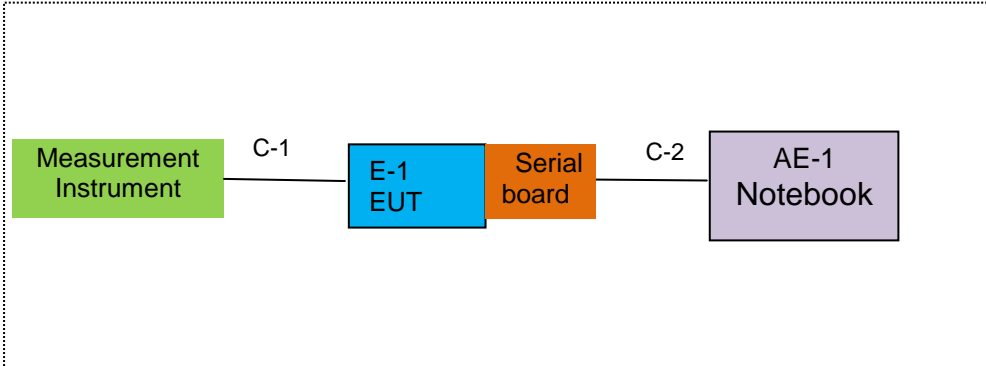 Measurement
Instrument
C-1
E-1
EUT
Serial
board
C-2
AE-1
Notebook